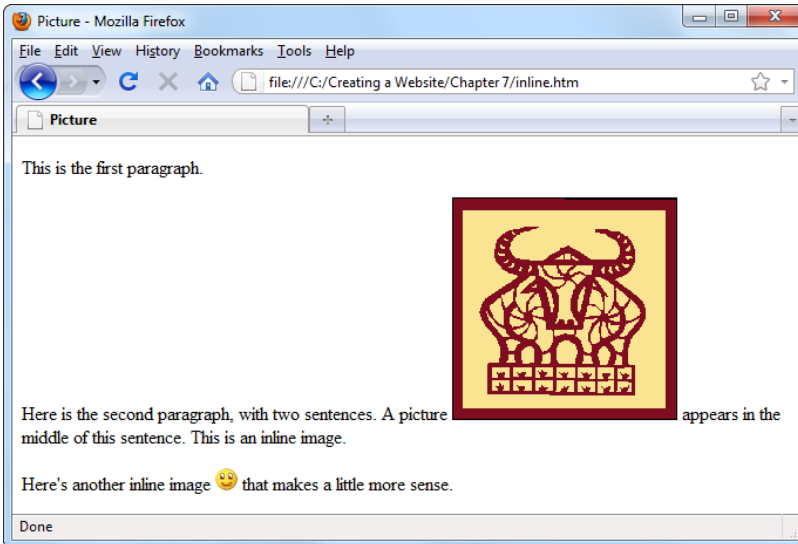 Picture - Mozilla Firefox
File Edit View History Bookmarks Tools Help
file:///C:/Creating a Website/Chapter 7/inline.htm
Picture
This is the first paragraph.
Here is the second paragraph, with two sentences. A picture appears in the
middle of this sentence. This is an inline image.
Here's another inline image that makes a little more sense.
Done